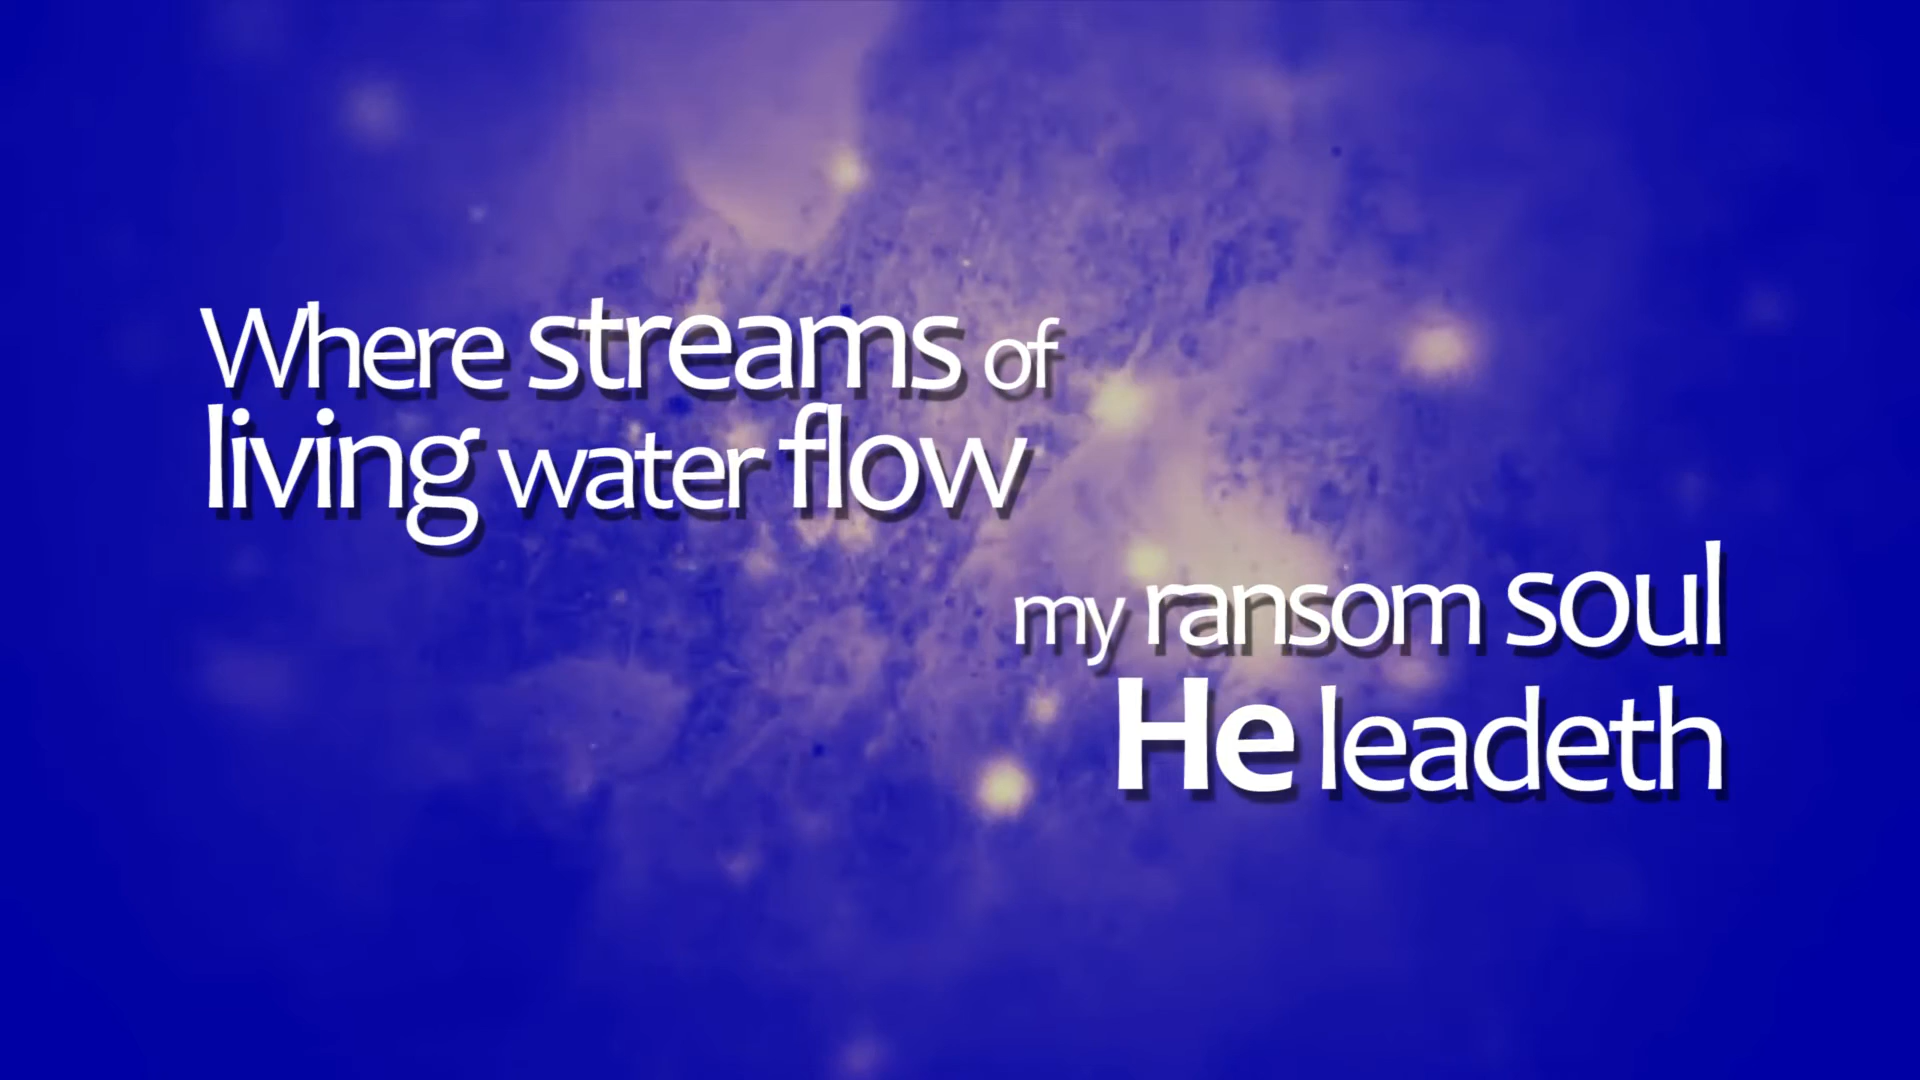 Where streams of
living water flow
my ransom soul
He leadeth